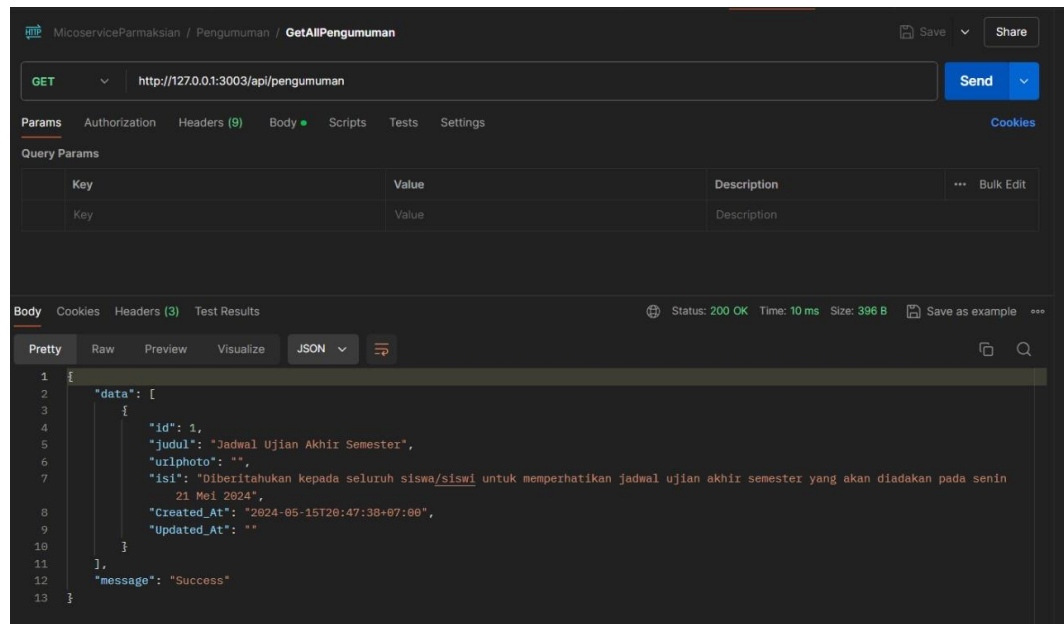 HTTP MicoserviceParmaksian / Pengumuman / GetAllPengumuman Save Share
GET http://127.0.0.1:3003/api/pengumuman Send
Params Authorization Headers (9) Body Scripts Tests Settings Cookies
Query Params
Key Value Description Bulk Edit
Key Value Description
Body Cookies Headers (3) Test Results Status: 200 OK Time: 10 ms Size: 396 B Save as example
Pretty Raw Preview Visualize JSON
1 {
2 "data": [
3 {
4 "id": 1,
5 "judul": "Jadwal Ujian Akhir Semester",
6 "urlphoto": "",
7 "isi": "Diberitahukan kepada seluruh siswa/siswi untuk memperhatikan jadwal ujian akhir semester yang akan diadakan pada senin
21 Mei 2024",
8 "Created_At": "2024-05-15T20:47:38+07:00",
9 "Updated_At": ""
10 }
11 ],
12 "message": "Success"
13 }